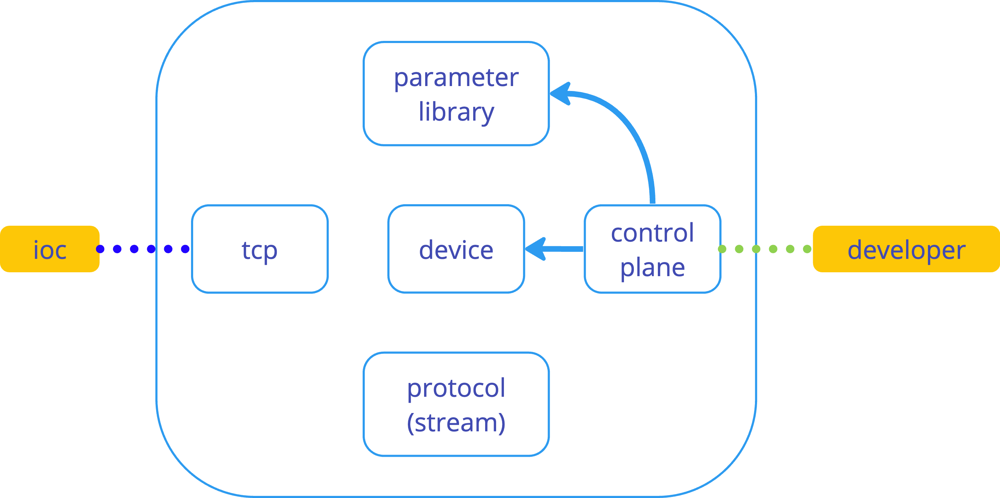 parameter
library
ioc
tcp
device
control
plane
developer
protocol
(stream)